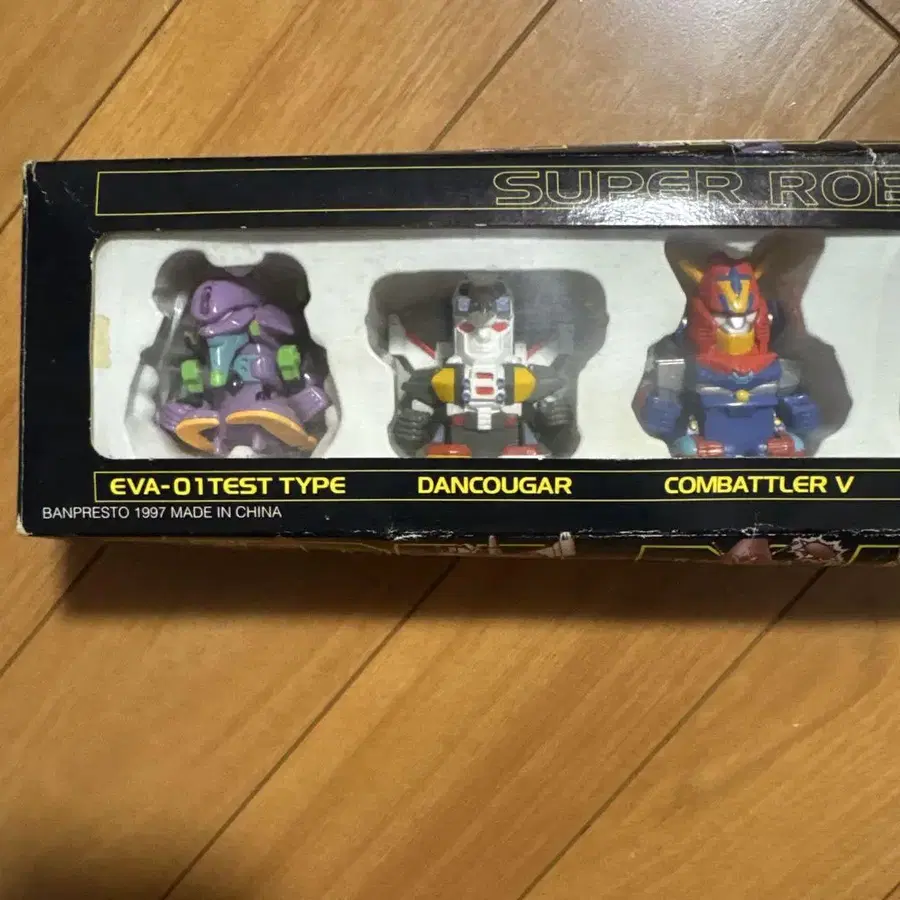 SUPER ROB
EVA-01TEST TYPE
DANCOUGAR
COMBATTLER V
BANPRESTO 1997 MADE IN CHINA